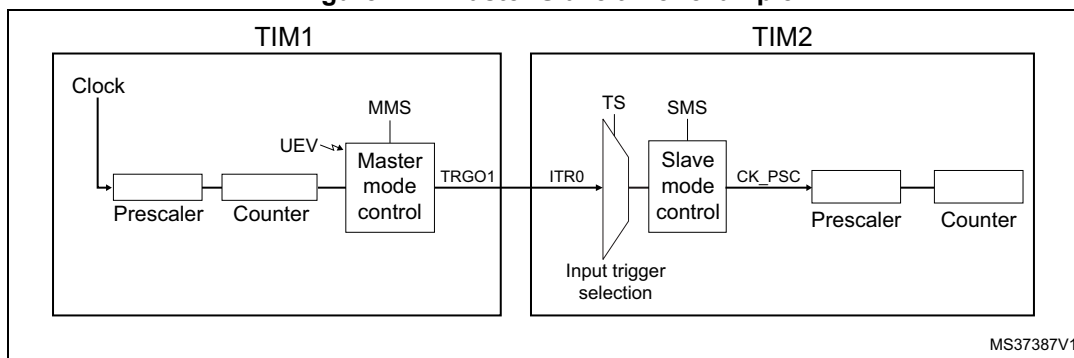 TIM1
TIM2
Clock
MMS
TS
SMS
UEV
Master
mode
control
TRGO1
ITR0
Slave
mode
control
CK_PSC
Prescaler
Counter
Prescaler
Counter
Input trigger
selection
MS37387V1